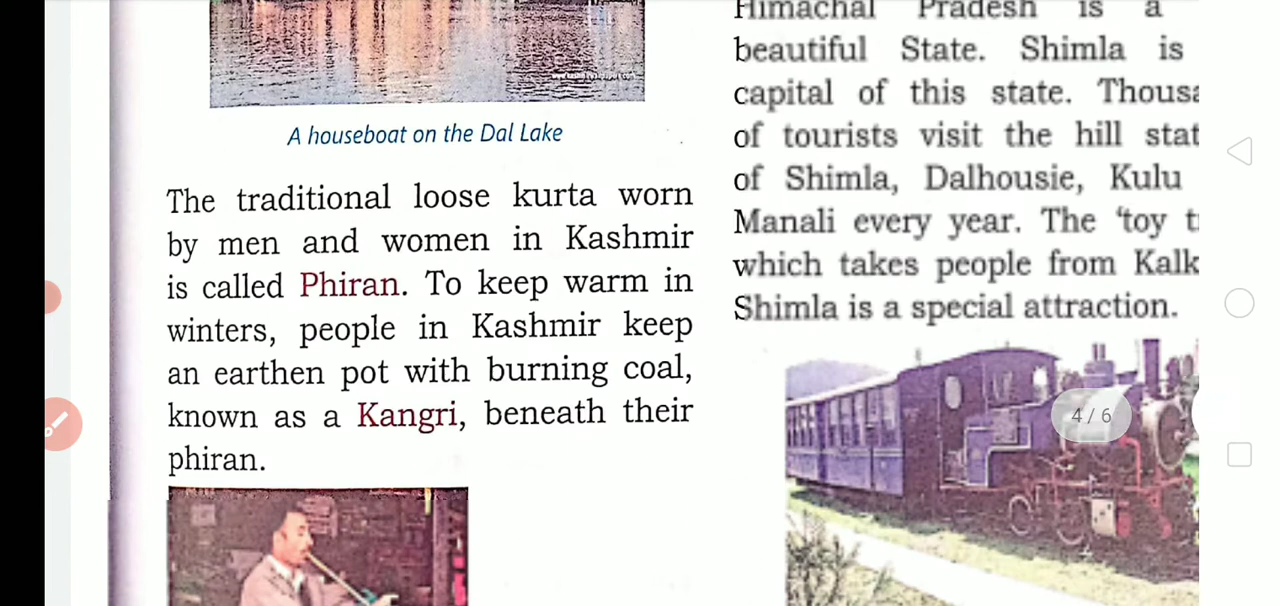 A houseboat on the Dal Lake
The traditional loose kurta worn
by men and women in Kashmir
is called Phiran. To keep warm in
winters, people in Kashmir keep
an earthen pot with burning coal,
known as a Kangri, beneath their
phiran.
Himachal Pradesh is a
beautiful State. Shimla is
capital of this state. Thousa
of tourists visit the hill stat
of Shimla, Dalhousie, Kulu
Manali every year. The ‘toy t
which takes people from Kalk
Shimla is a special attraction.
4 / 6